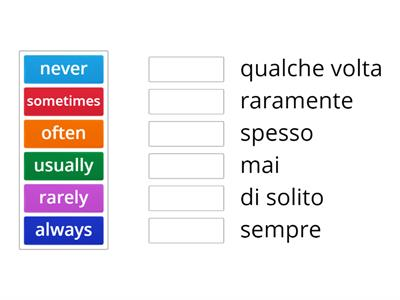 never
sometimes
often
usually
rarely
always
qualche volta
raramente
spesso
mai
di solito
sempre